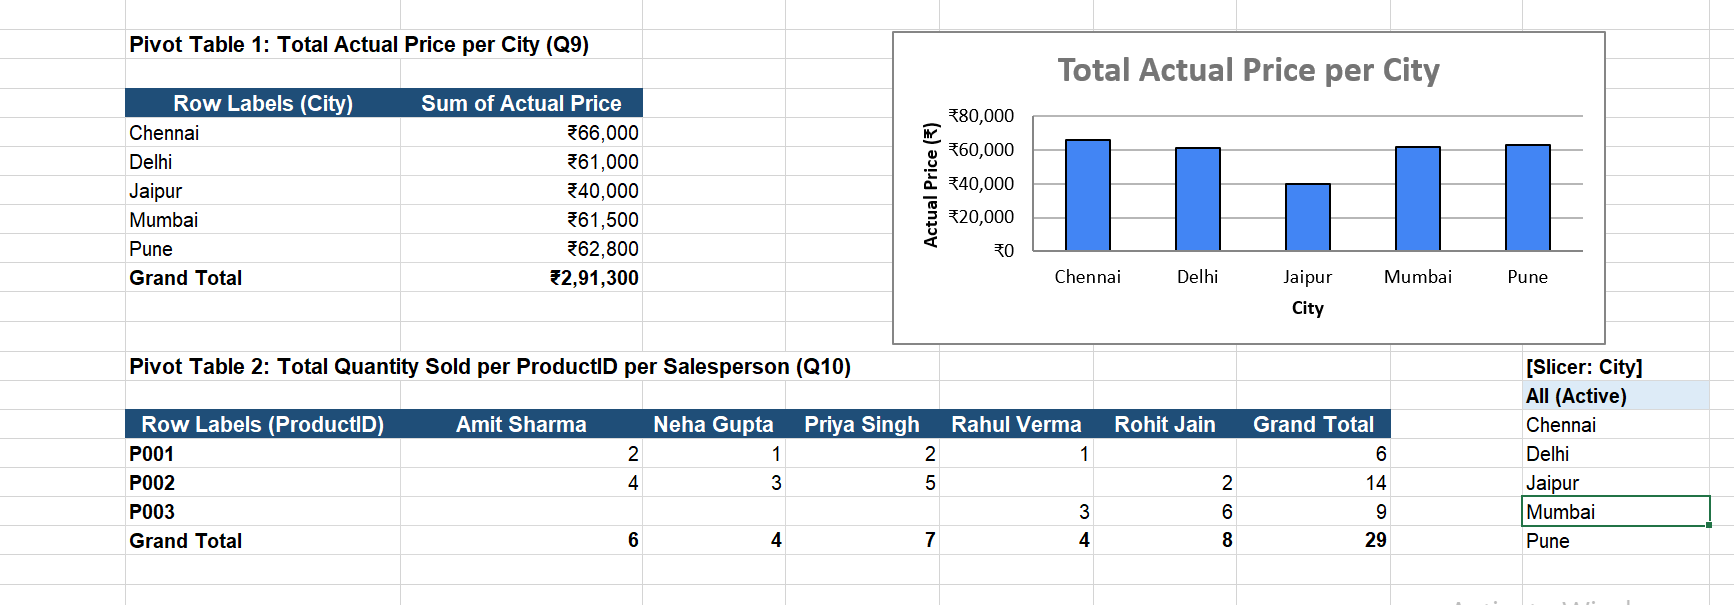 Pivot Table 1: Total Actual Price per City (Q9)
Row Labels (City) Sum of Actual Price
Chennai ₹66,000
Delhi ₹61,000
Jaipur ₹40,000
Mumbai ₹61,500
Pune ₹62,800
Grand Total ₹2,91,300
Total Actual Price per City
Actual Price (₹)
₹80,000
₹60,000
₹40,000
₹20,000
₹0
Chennai Delhi Jaipur Mumbai Pune
City
Pivot Table 2: Total Quantity Sold per ProductID per Salesperson (Q10)
Row Labels (ProductID) Amit Sharma Neha Gupta Priya Singh Rahul Verma Rohit Jain Grand Total
P001 2 1 2 1 6
P002 4 3 5 2 14
P003 3 6 9
Grand Total 6 4 7 4 8 29
[Slicer: City]
All (Active)
Chennai
Delhi
Jaipur
Mumbai
Pune